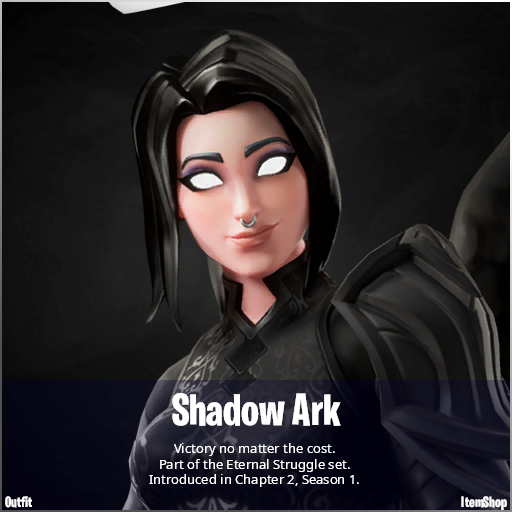 Shadow Ark
Victory no matter the cost.
Part of the Eternal Struggle set.
Introduced in Chapter 2, Season 1.
Outfit
ItemShop